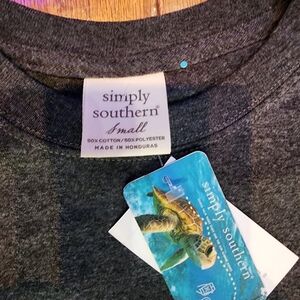 simply
southern®
Small
50% COTTON/50% POLYESTER
MADE IN HONDURAS
simply southern